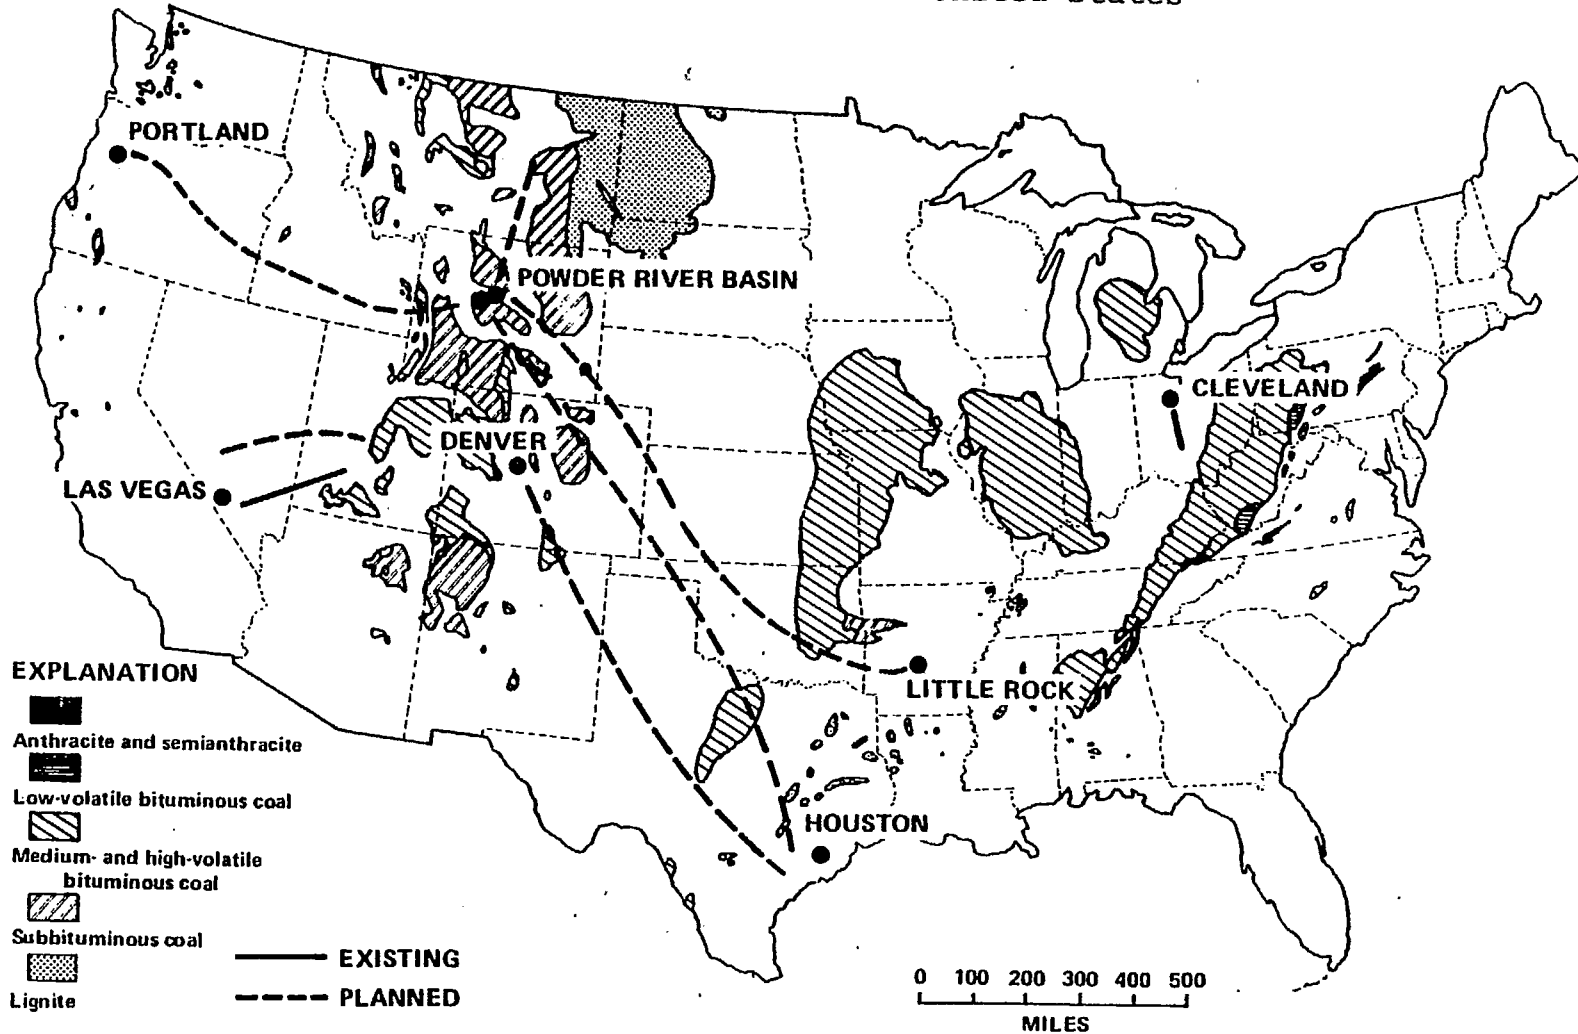 States
PORTLAND
POWDER RIVER BASIN
CLEVELAND
DENVER
LAS VEGAS
LITTLE ROCK
HOUSTON
EXPLANATION
Anthracite and semianthracite
Low-volatile bituminous coal
Medium- and high-volatile
bituminous coal
Subbituminous coal
Lignite
EXISTING
PLANNED
0 100 200 300 400 500
MILES